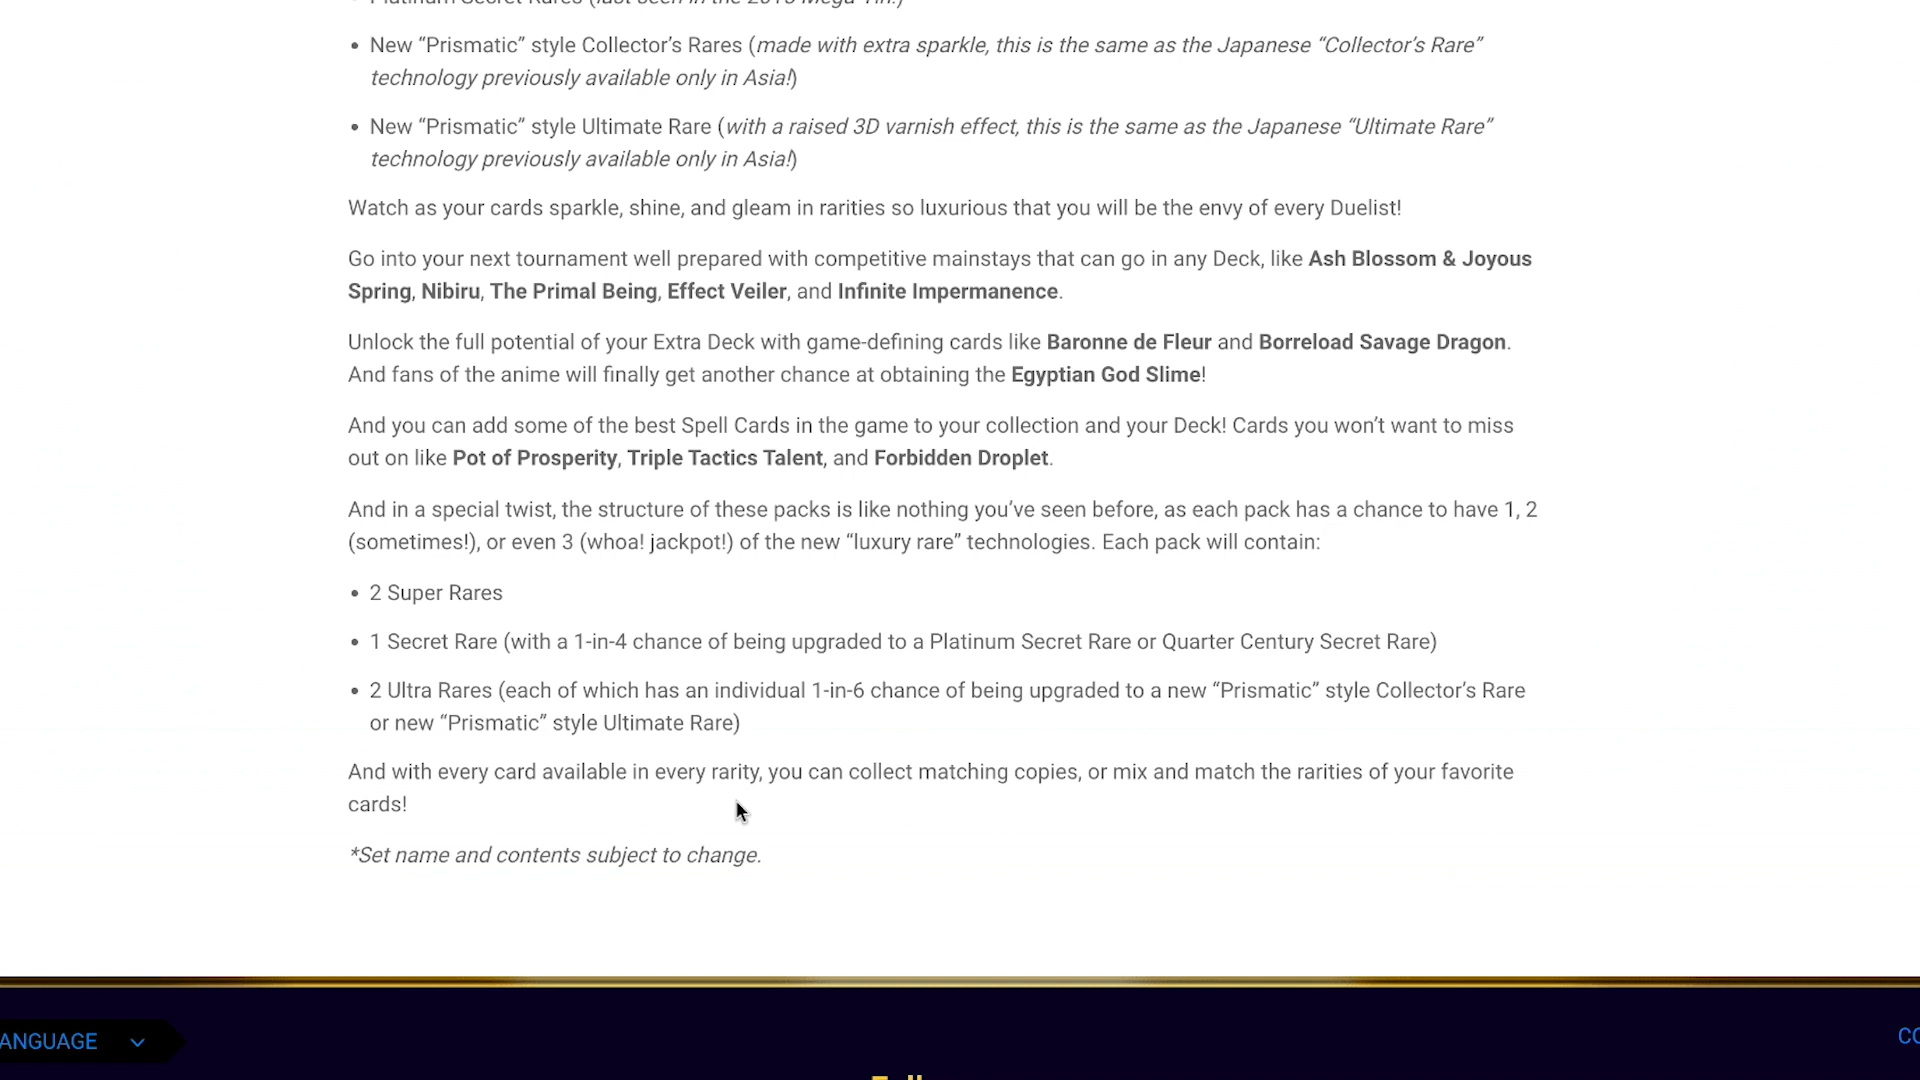 Platinum Secret Rares (last seen in the 2015 Mega-Tin!)
• New “Prismatic” style Collector’s Rares (made with extra sparkle, this is the same as the Japanese “Collector’s Rare”
technology previously available only in Asia!)
• New “Prismatic” style Ultimate Rare (with a raised 3D varnish effect, this is the same as the Japanese “Ultimate Rare”
technology previously available only in Asia!)
Watch as your cards sparkle, shine, and gleam in rarities so luxurious that you will be the envy of every Duelist!
Go into your next tournament well prepared with competitive mainstays that can go in any Deck, like Ash Blossom & Joyous
Spring, Nibiru, The Primal Being, Effect Veiler, and Infinite Impermanence.
Unlock the full potential of your Extra Deck with game-defining cards like Baronne de Fleur and Borreload Savage Dragon.
And fans of the anime will finally get another chance at obtaining the Egyptian God Slime!
And you can add some of the best Spell Cards in the game to your collection and your Deck! Cards you won’t want to miss
out on like Pot of Prosperity, Triple Tactics Talent, and Forbidden Droplet.
And in a special twist, the structure of these packs is like nothing you’ve seen before, as each pack has a chance to have 1, 2
(sometimes!), or even 3 (whoa! jackpot!) of the new “luxury rare” technologies. Each pack will contain:
• 2 Super Rares
• 1 Secret Rare (with a 1-in-4 chance of being upgraded to a Platinum Secret Rare or Quarter Century Secret Rare)
• 2 Ultra Rares (each of which has an individual 1-in-6 chance of being upgraded to a new “Prismatic” style Collector’s Rare
or new “Prismatic” style Ultimate Rare)
And with every card available in every rarity, you can collect matching copies, or mix and match the rarities of your favorite
cards!
*Set name and contents subject to change.
ANGUAGE
CO